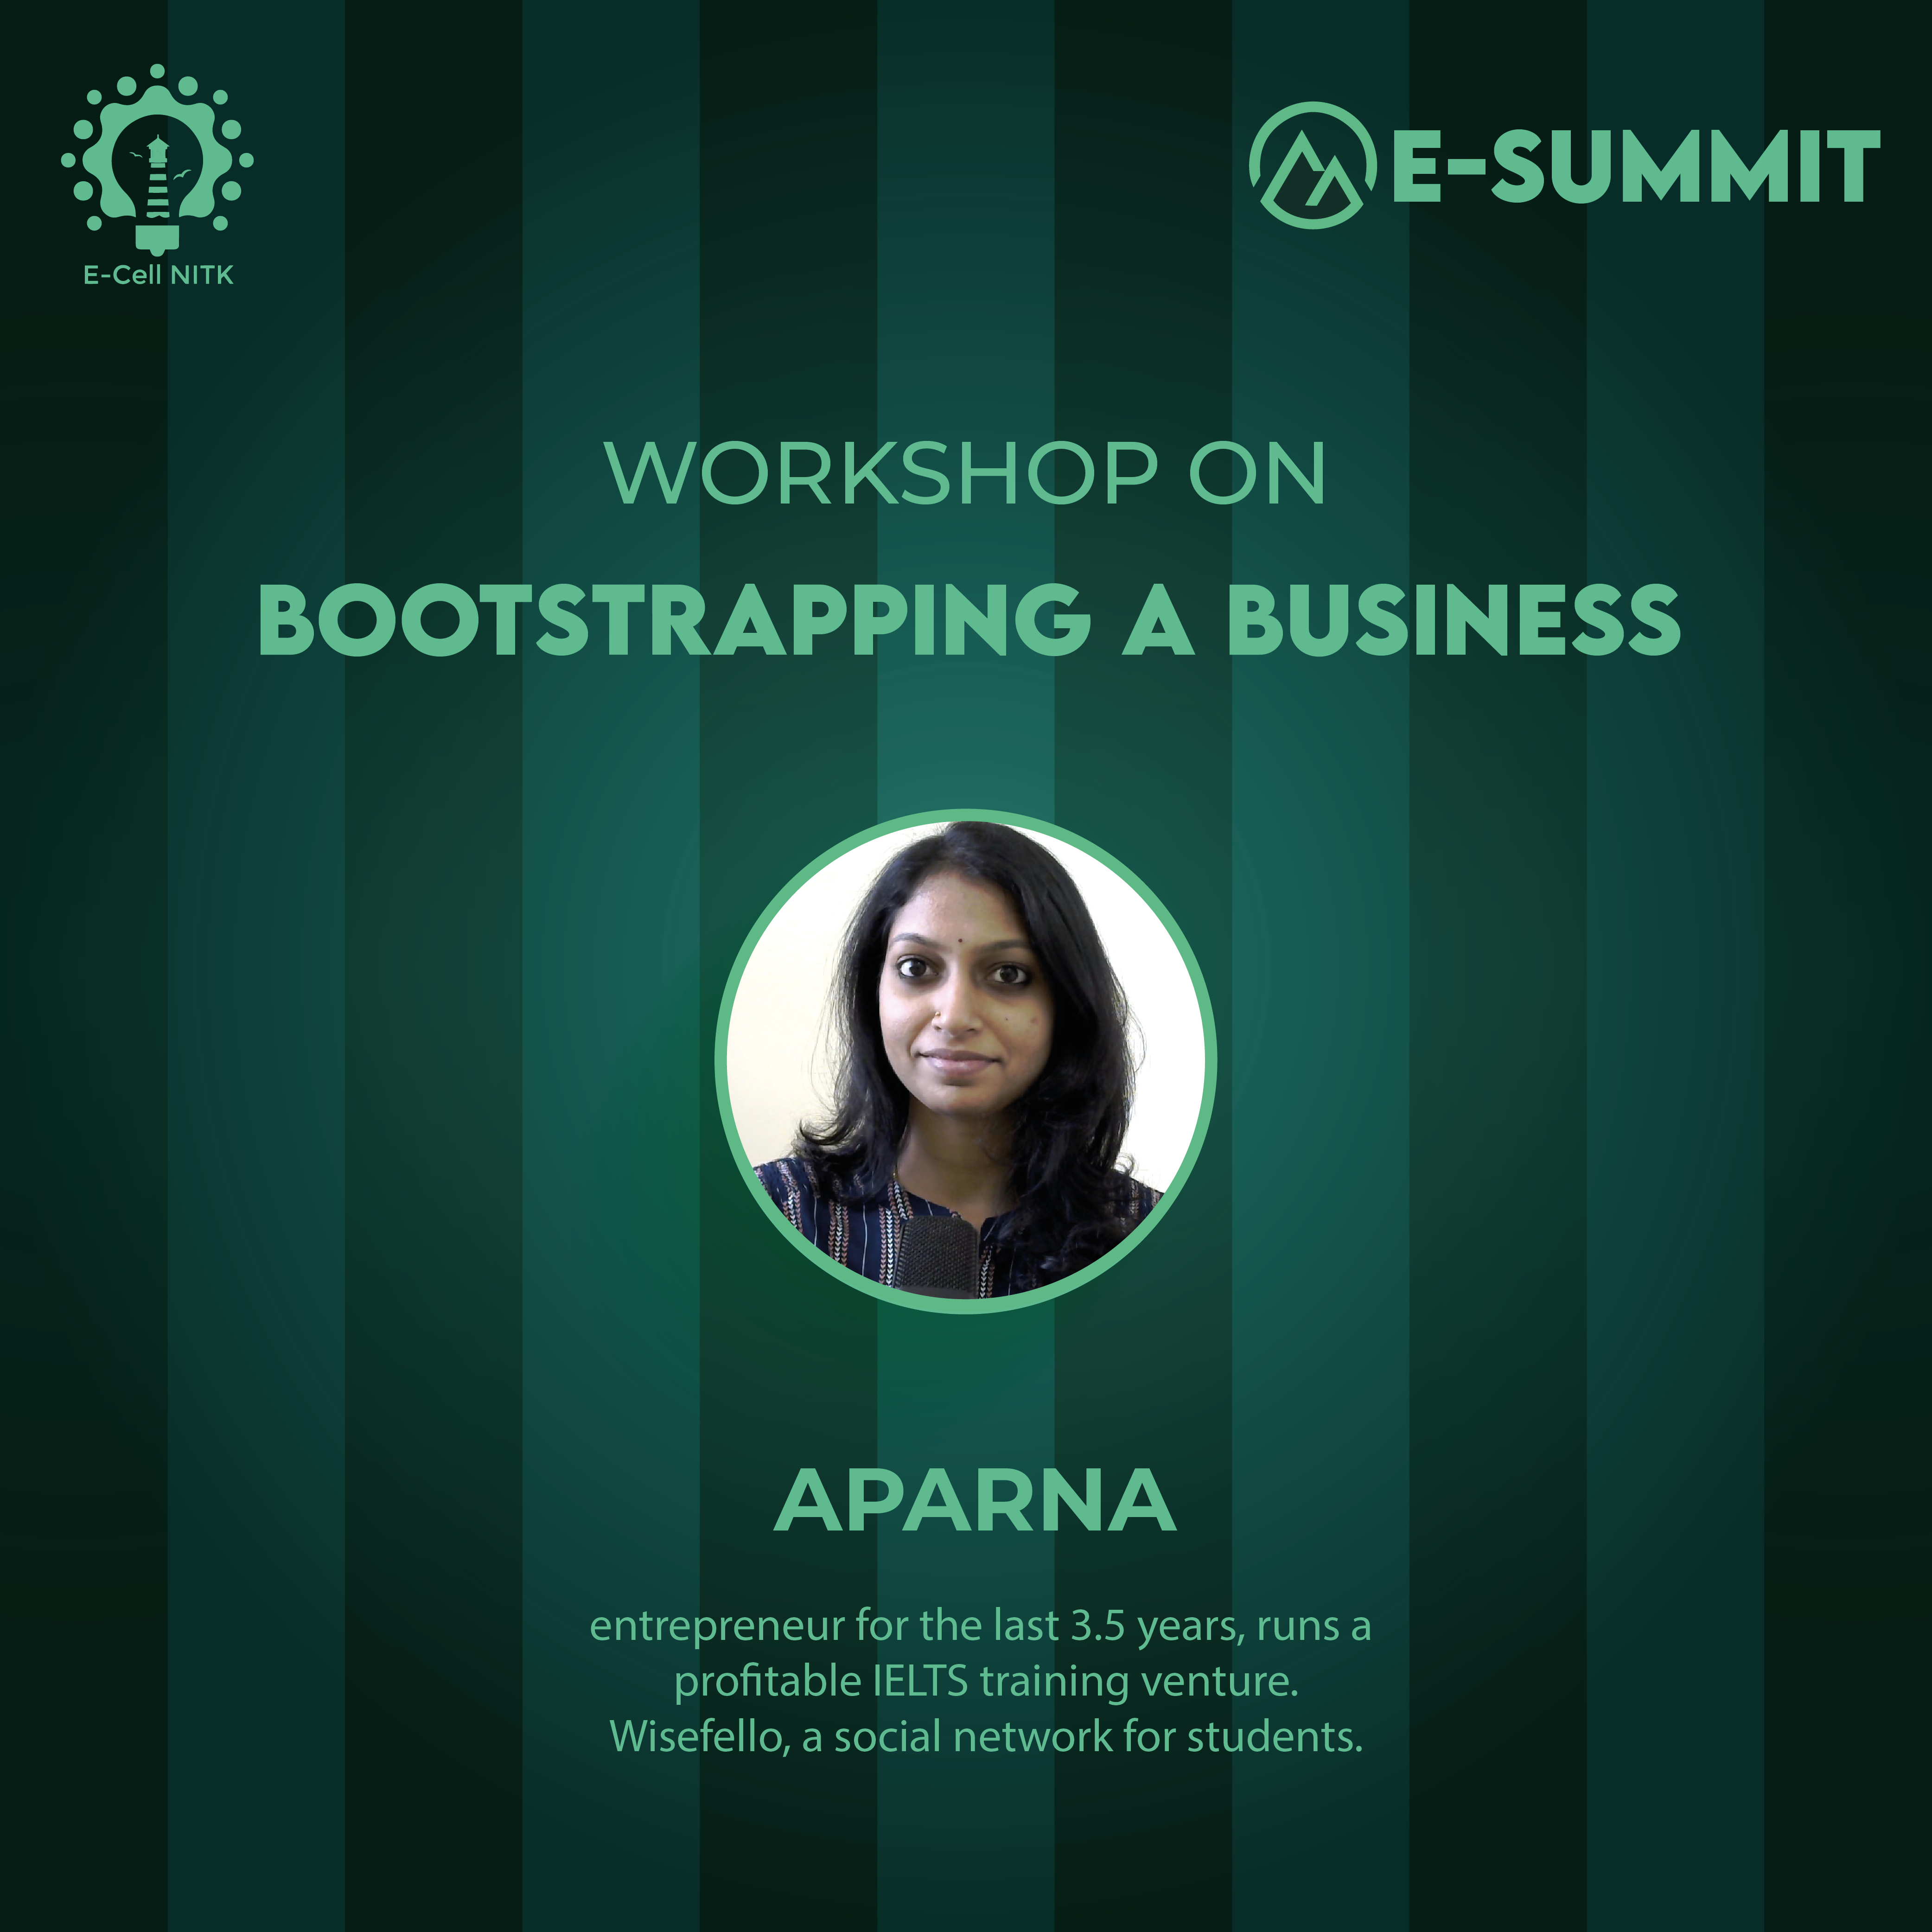 E-Cell NITK
E-SUMMIT
WORKSHOP ON
BOOTSTRAPPING A BUSINESS
APARNA
entrepreneur for the last 3.5 years, runs a
profitable IELTS training venture.
Wisefello, a social network for students.